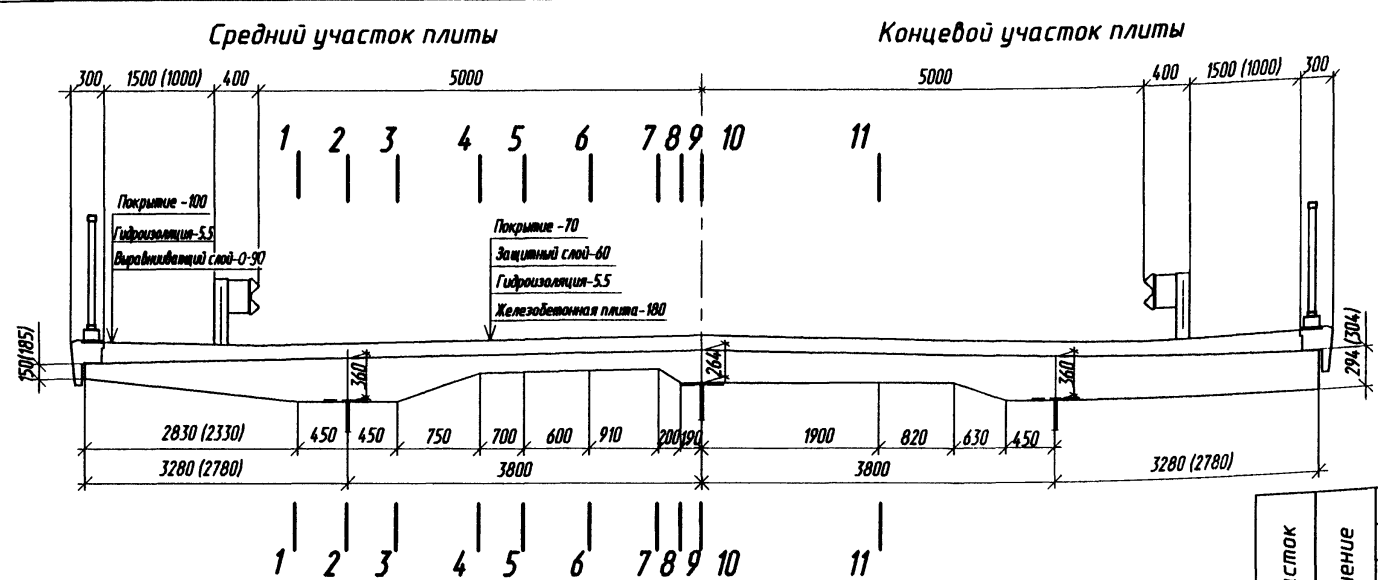 Средний участок плиты
Концевой участок плиты
300 1500 (1000) 400 5000 5000 400 1500 (1000) 300
1 2 3 4 5 6 7 8 9 10 11
Покрытие -100
Гидроизоляция-5.5
Выравнивающий слой-0-90
Покрытие -70
Защитный слой-60
Гидроизоляция-5.5
Железобетонная плита-180
150(185)
360
264
360
294 (304)
2830 (2330) 450 450 750 700 600 910 200 190 1900 820 630 450
3280 (2780) 3800 3800 3280 (2780)
1 2 3 4 5 6 7 8 9 10 11